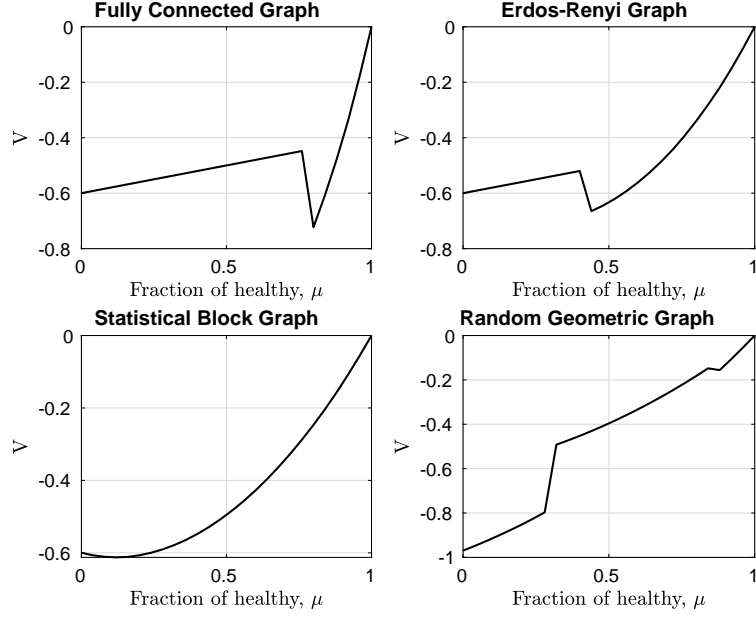 Fully Connected Graph
0
-0.2
-0.4
-0.6
-0.8
V
0
0.5
1
Fraction of healthy, μ
Erdos-Renyi Graph
0
-0.2
-0.4
-0.6
-0.8
V
0
0.5
1
Fraction of healthy, μ
Statistical Block Graph
0
-0.2
-0.4
-0.6
V
0
0.5
1
Fraction of healthy, μ
Random Geometric Graph
0
-0.2
-0.4
-0.6
-0.8
-1
V
0
0.5
1
Fraction of healthy, μ